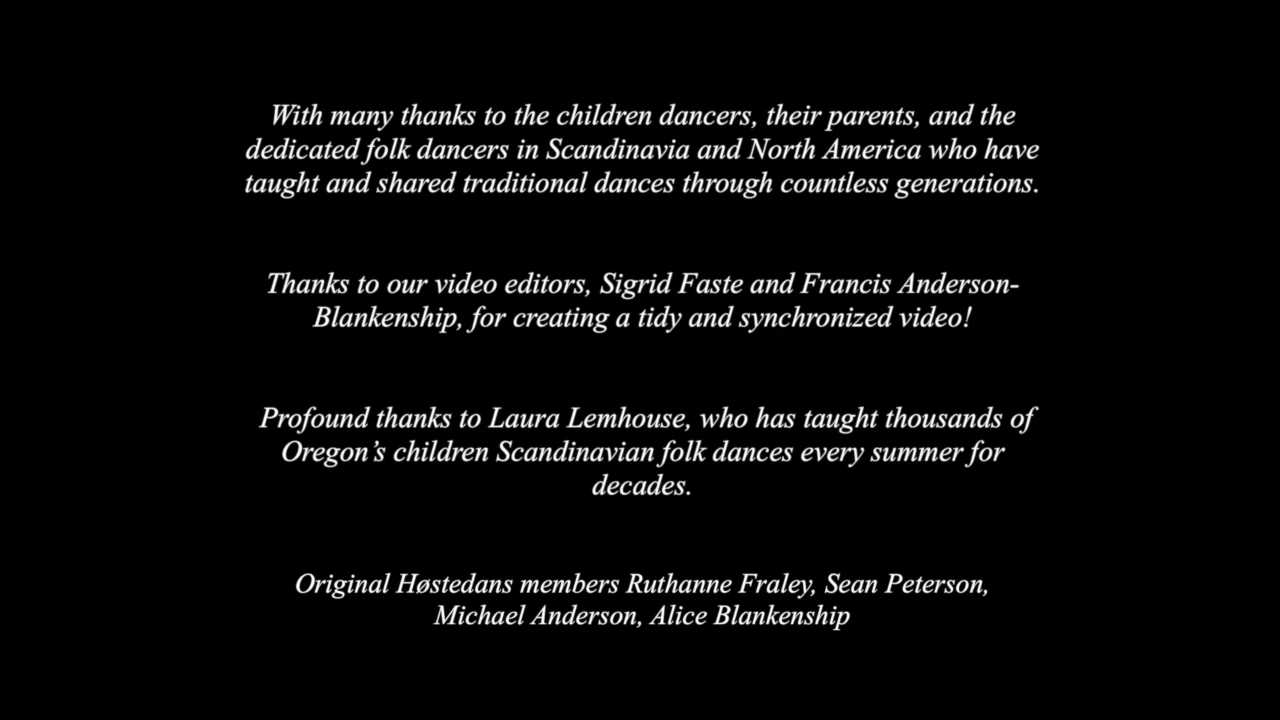 With many thanks to the children dancers, their parents, and the
dedicated folk dancers in Scandinavia and North America who have
taught and shared traditional dances through countless generations.
Thanks to our video editors, Sigrid Faste and Francis Anderson-
Blankenship, for creating a tidy and synchronized video!
Profound thanks to Laura Lemhouse, who has taught thousands of
Oregon’s children Scandinavian folk dances every summer for
decades.
Original Høstedans members Ruthanne Fraley, Sean Peterson,
Michael Anderson, Alice Blankenship